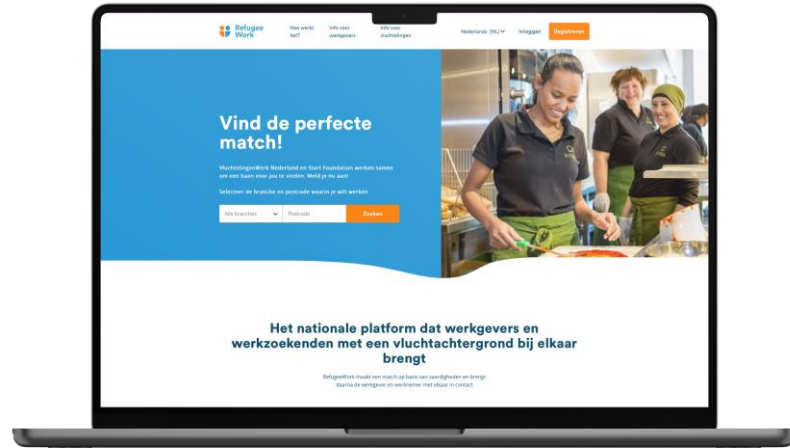 Refugee
Work
Hoe werkt
het?
Info voor
werkgevers
Info voor
vluchtelingen
Nederlands (NL)
Inloggen
Registreren
Vind de perfecte
match!
VluchtelingenWerk Nederland en Start Foundation werken samen
om een baan voor jou te vinden. Meld je nu aan!
Selecteer de branche en postcode waarin je wilt werken
Alle branches
Postcode
Zoeken
Het nationale platform dat werkgevers en
werkzoekenden met een vluchtachtergrond bij elkaar
brengt
RefugeeWork maakt een match op basis van vaardigheden en brengt
daarna de werkgever en werknemer met elkaar in contact